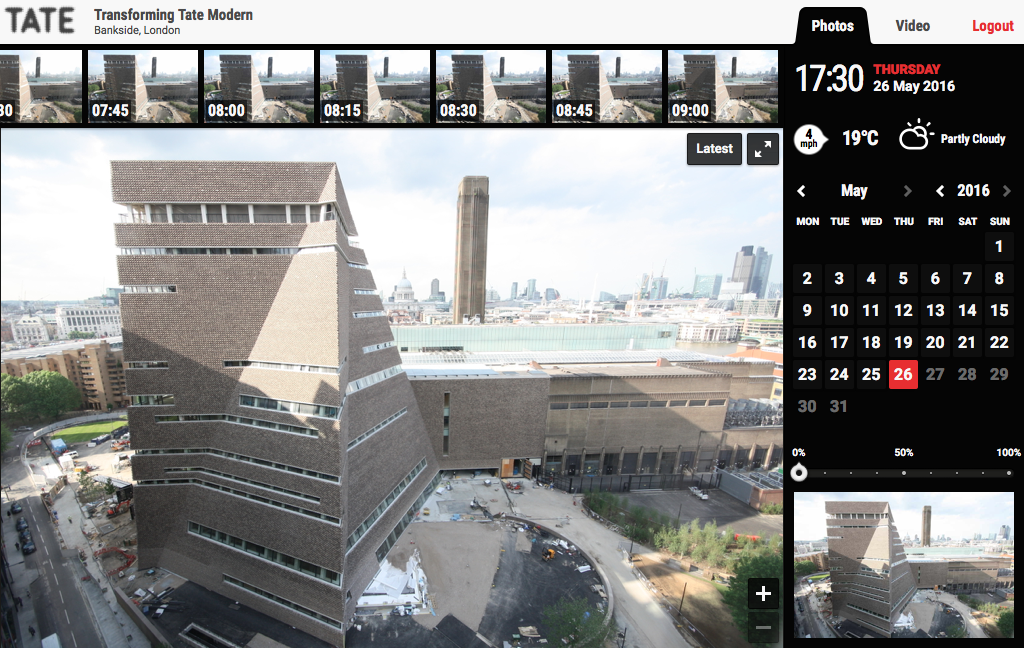 TATE
Transforming Tate Modern
Bankside, London
Photos
Video
Logout
30
07:45
08:00
08:15
08:30
08:45
09:00
Latest
17:30
THURSDAY
26 May 2016
4
mph
19°C
Partly Cloudy
May
2016
MON TUE WED THU FRI SAT SUN
1
2 3 4 5 6 7 8
9 10 11 12 13 14 15
16 17 18 19 20 21 22
23 24 25 26 27 28 29
30 31
0% 50% 100%
+
−